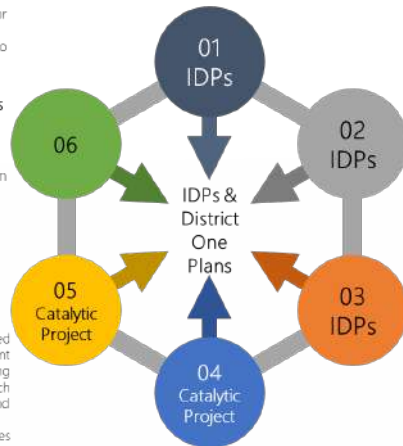 01
IDPs
02
IDPs
03
IDPs
04
Catalytic
Project
05
Catalytic
Project
06
IDPs &
District
One
Plans